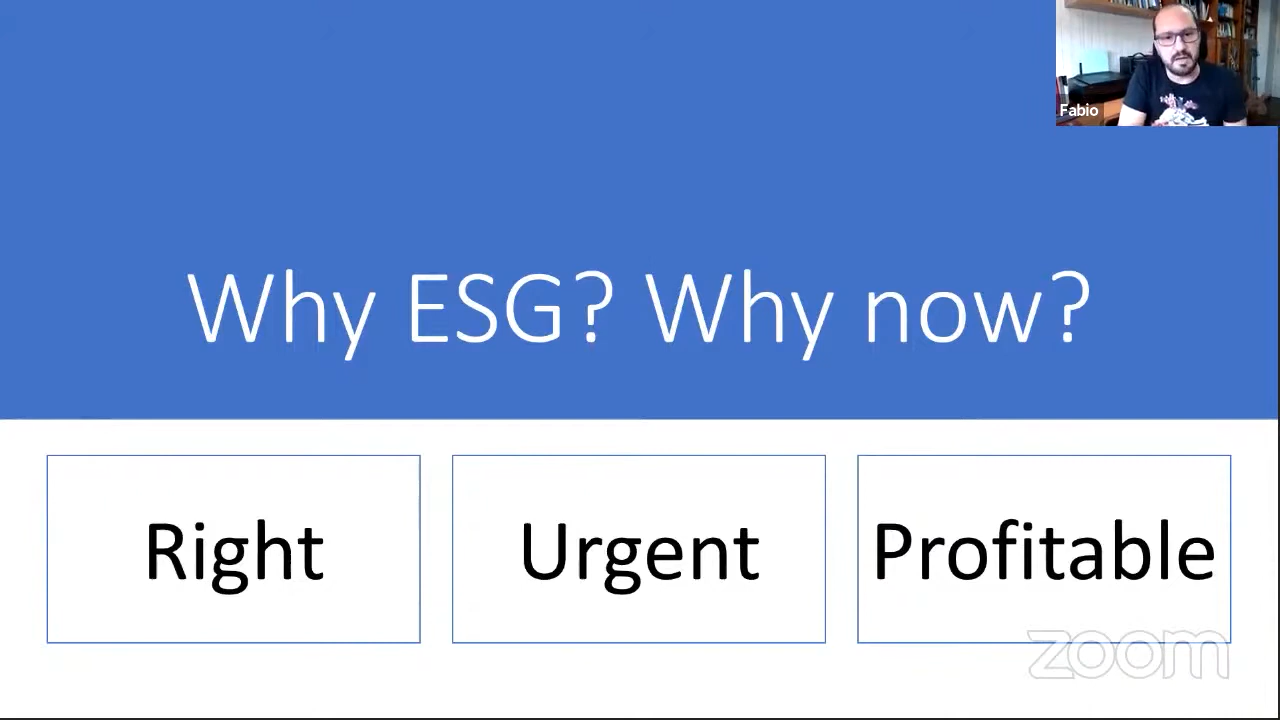 Fabio
Why ESG? Why now?
Right
Urgent
Profitable
zoom